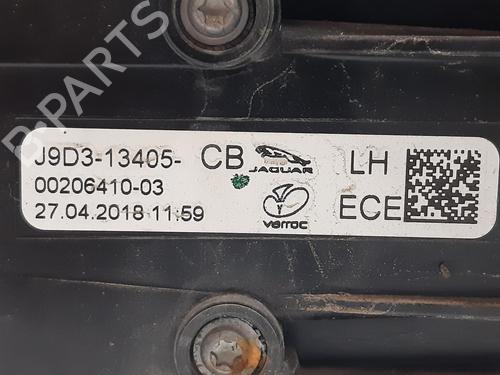 B-PARTS
J9D3-13405- CB JAGUAR LH
00206410-03
27.04.2018 11:59 varroc ECE